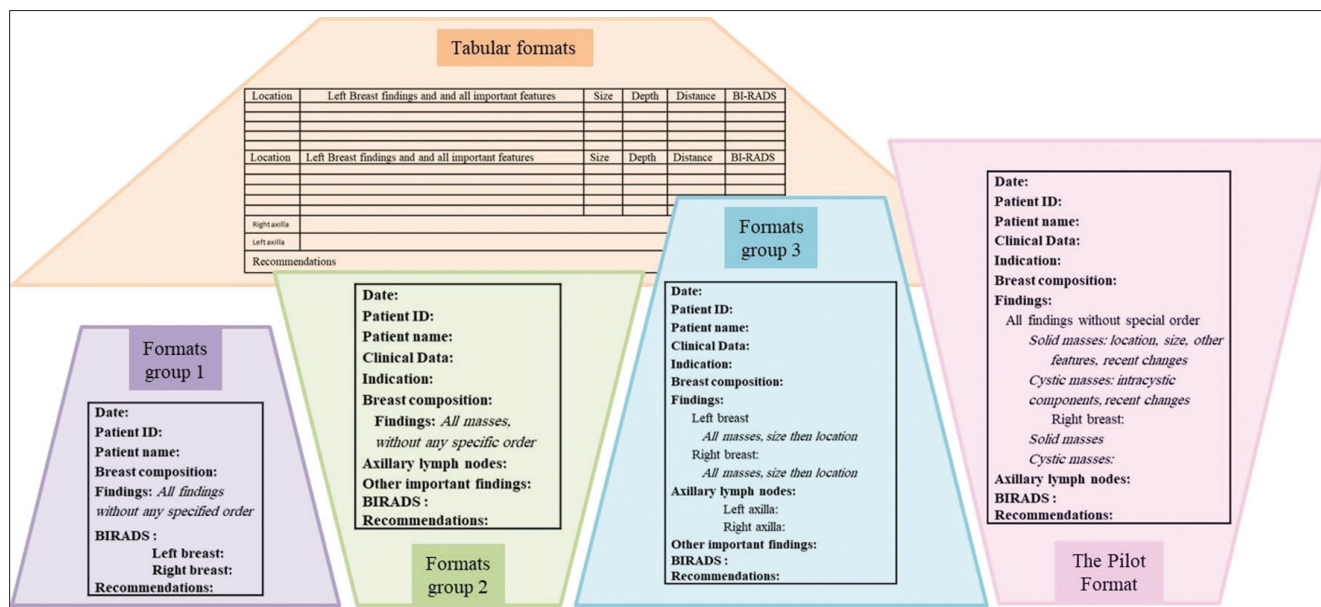 Tabular formats
Location Left Breast findings and and all important features Size Depth Distance BI-RADS
Location Left Breast findings and and all important features Size Depth Distance BI-RADS
Right axilla
Left axilla
Recommendations
Formats
group 1
Date:
Patient ID:
Patient name:
Breast composition:
Findings: All findings
without any specified order
BIRADS :
Left breast:
Right breast:
Recommendations:
Date:
Patient ID:
Patient name:
Clinical Data:
Indication:
Breast composition:
Findings: All masses,
without any specific order
Axillary lymph nodes:
Other important findings:
BIRADS :
Recommendations:
Formats
group 2
Formats
group 3
Date:
Patient ID:
Patient name:
Clinical Data:
Indication:
Breast composition:
Findings:
Left breast
All masses, size then location
Right breast:
All masses, size then location
Axillary lymph nodes:
Left axilla:
Right axilla:
Other important findings:
BIRADS :
Recommendations:
Date:
Patient ID:
Patient name:
Clinical Data:
Indication:
Breast composition:
Findings:
All findings without special order
Solid masses: location, size, other
features, recent changes
Cystic masses: intracystic
components, recent changes
Right breast:
Solid masses
Cystic masses:
Axillary lymph nodes:
BIRADS :
Recommendations:
The Pilot
Format